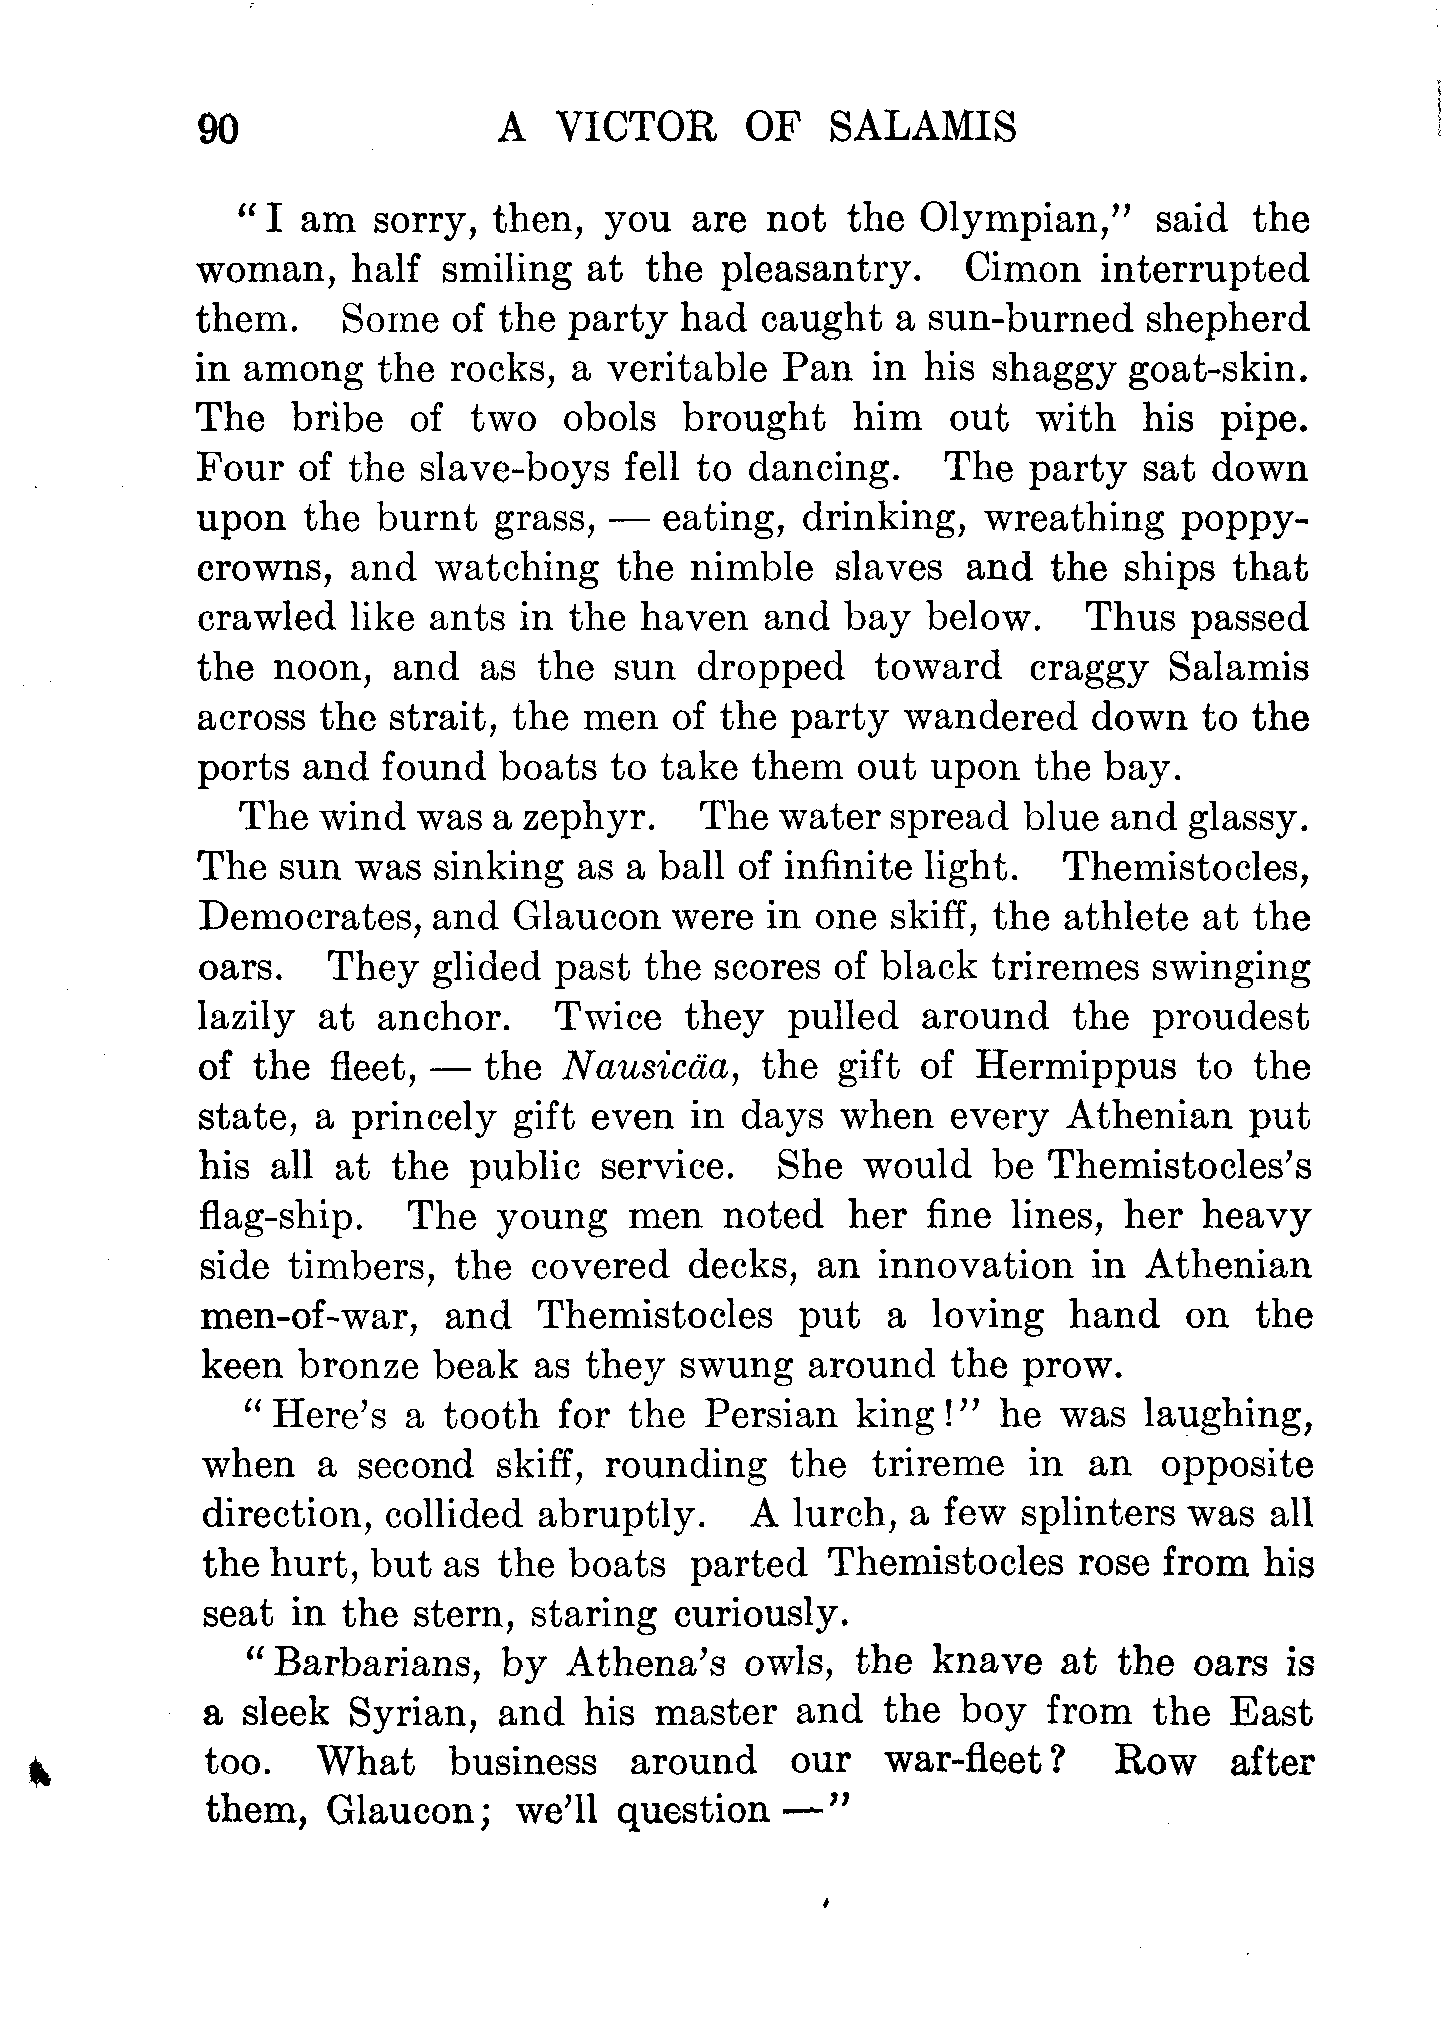 90 A VICTOR OF SALAMIS
“I am sorry, then, you are not the Olympian,” said the
woman, half smiling at the pleasantry. Cimon interrupted
them. Some of the party had caught a sun-burned shepherd
in among the rocks, a veritable Pan in his shaggy goat-skin.
The bribe of two obols brought him out with his pipe.
Four of the slave-boys fell to dancing. The party sat down
upon the burnt grass, — eating, drinking, wreathing poppy-
crowns, and watching the nimble slaves and the ships that
crawled like ants in the haven and bay below. Thus passed
the noon, and as the sun dropped toward craggy Salamis
across the strait, the men of the party wandered down to the
ports and found boats to take them out upon the bay.
The wind was a zephyr. The water spread blue and glassy.
The sun was sinking as a ball of infinite light. Themistocles,
Democrates, and Glaucon were in one skiff, the athlete at the
oars. They glided past the scores of black triremes swinging
lazily at anchor. Twice they pulled around the proudest
of the fleet, — the Nausicäa, the gift of Hermippus to the
state, a princely gift even in days when every Athenian put
his all at the public service. She would be Themistocles’s
flag-ship. The young men noted her fine lines, her heavy
side timbers, the covered decks, an innovation in Athenian
men-of-war, and Themistocles put a loving hand on the
keen bronze beak as they swung around the prow.
“Here’s a tooth for the Persian king!” he was laughing,
when a second skiff, rounding the trireme in an opposite
direction, collided abruptly. A lurch, a few splinters was all
the hurt, but as the boats parted Themistocles rose from his
seat in the stern, staring curiously.
“Barbarians, by Athena’s owls, the knave at the oars is
a sleek Syrian, and his master and the boy from the East
too. What business around our war-fleet? Row after
them, Glaucon; we’ll question —”